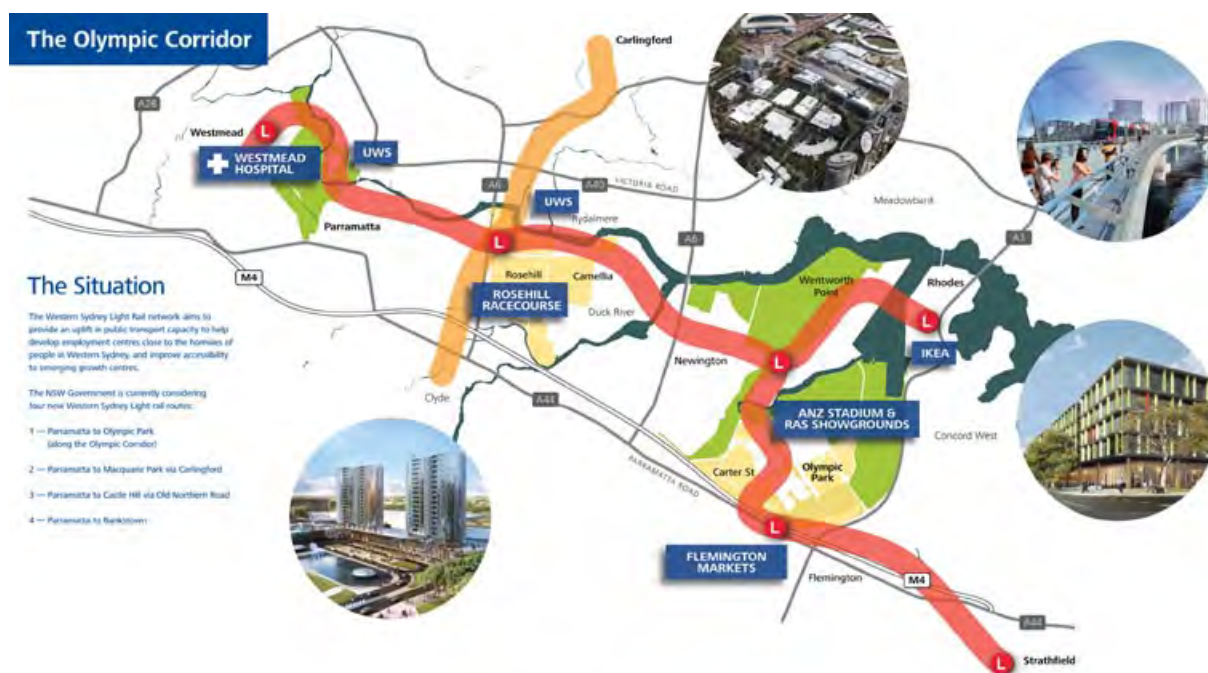 The Olympic Corridor
Carlingford
A28
Westmead
L
WESTMEAD
HOSPITAL
UWS
A6
A40
VICTORIA ROAD
UWS
Rydalmere
Meadowbank
Parramatta
L
A6
A3
M4
Rosehill
Camellia
ROSEHILL
RACECOURSE
Duck River
Wentworth
Point
Rhodes
L
IKEA
Newington
L
Clyde
A44
ANZ STADIUM &
RAS SHOWGROUNDS
Concord West
PARRAMATTA ROAD
Carter St
Olympic
Park
L
FLEMINGTON
MARKETS
Flemington
M4
A44
L
Strathfield
The Situation
The Western Sydney Light Rail network aims to
provide an uplift in public transport capacity to help
develop employment centres close to the homes of
people in Western Sydney, and improve accessibility
to emerging growth centres.
The NSW Government is currently considering
four new Western Sydney Light rail routes:
1 — Parramatta to Olympic Park
(along the Olympic Corridor)
2 — Parramatta to Macquarie Park via Carlingford
3 — Parramatta to Castle Hill via Old Northern Road
4 — Parramatta to Bankstown